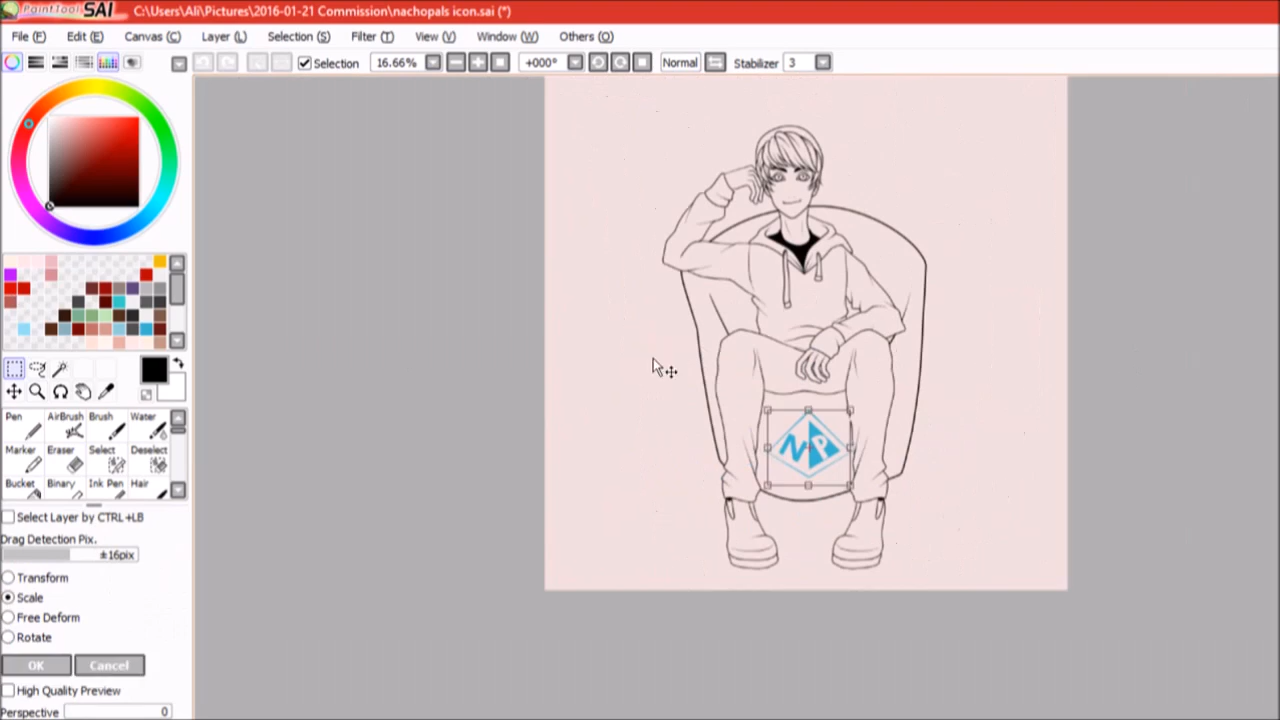 PaintTool SAI C:\Users\Ali\Pictures\2016-01-21 Commission\nachopals icon.sai (*)
File (F) Edit (E) Canvas (C) Layer (L) Selection (S) Filter (T) View (V) Window (W) Others (O)
Selection 16.66% +000° Normal Stabilizer 3
Pen AirBrush Brush Water
Marker Eraser Select Deselect
Bucket Binary Ink Pen Hair
Select Layer by CTRL+LB
Drag Detection Pix.
±16pix
Transform
Scale
Free Deform
Rotate
OK Cancel
High Quality Preview
Perspective 0
NP